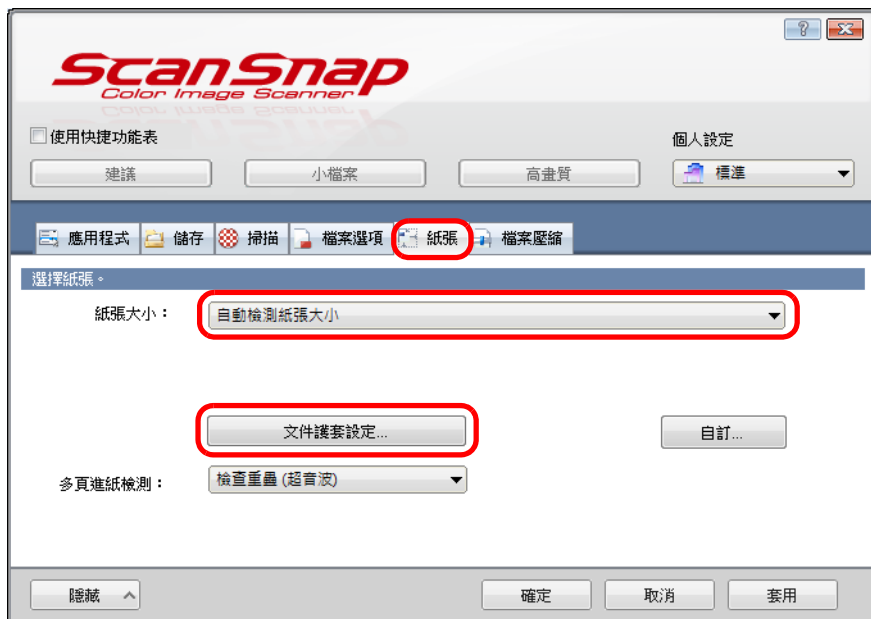 ScanSnap
Color Image Scanner
使用快捷功能表
個人設定
建議 小檔案 高畫質 標準
應用程式 儲存 掃描 檔案選項 紙張 檔案壓縮
選擇紙張。
紙張大小： 自動檢測紙張大小
文件護套設定... 自訂...
多頁進紙檢測： 檢查重疊 (超音波)
隱藏 確定 取消 套用